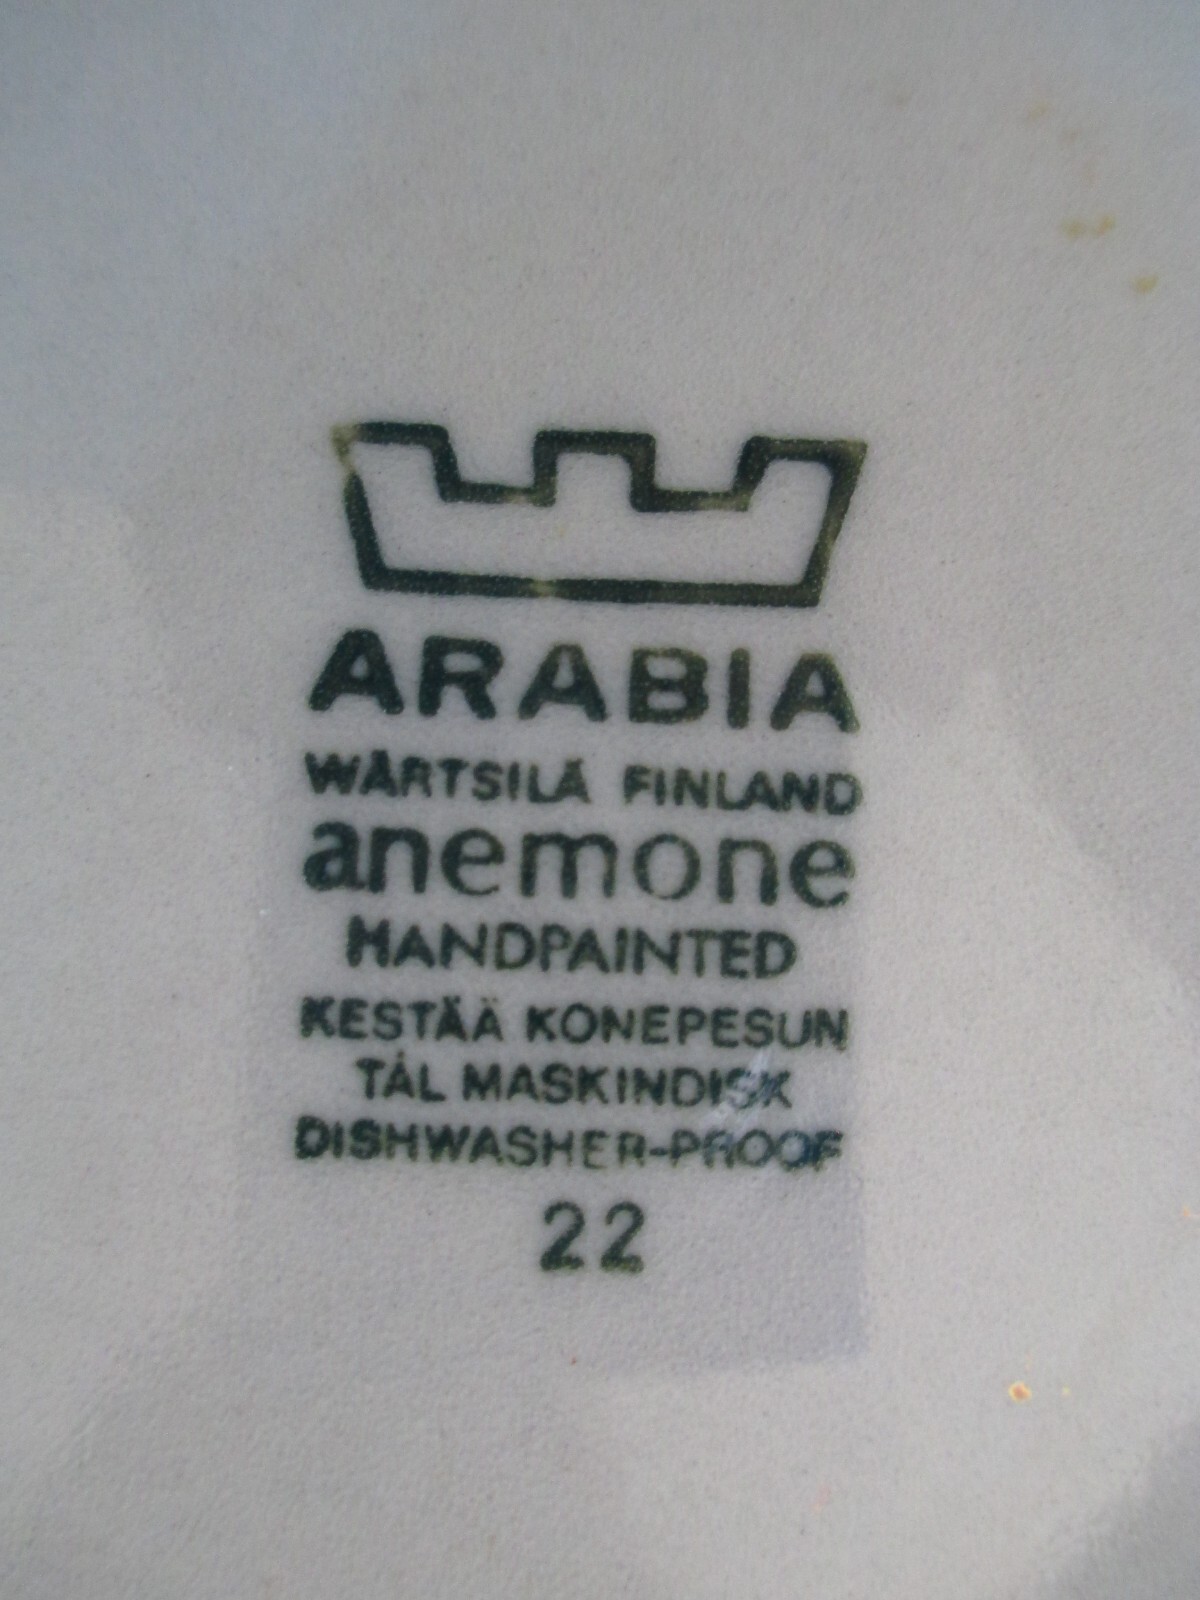 ARABIA
WÄRTSILÄ FINLAND
anemone
HANDPAINTED
KESTÄÄ KONEPESUN
TÅL MASKINDISK
DISHWASHER-PROOF
22